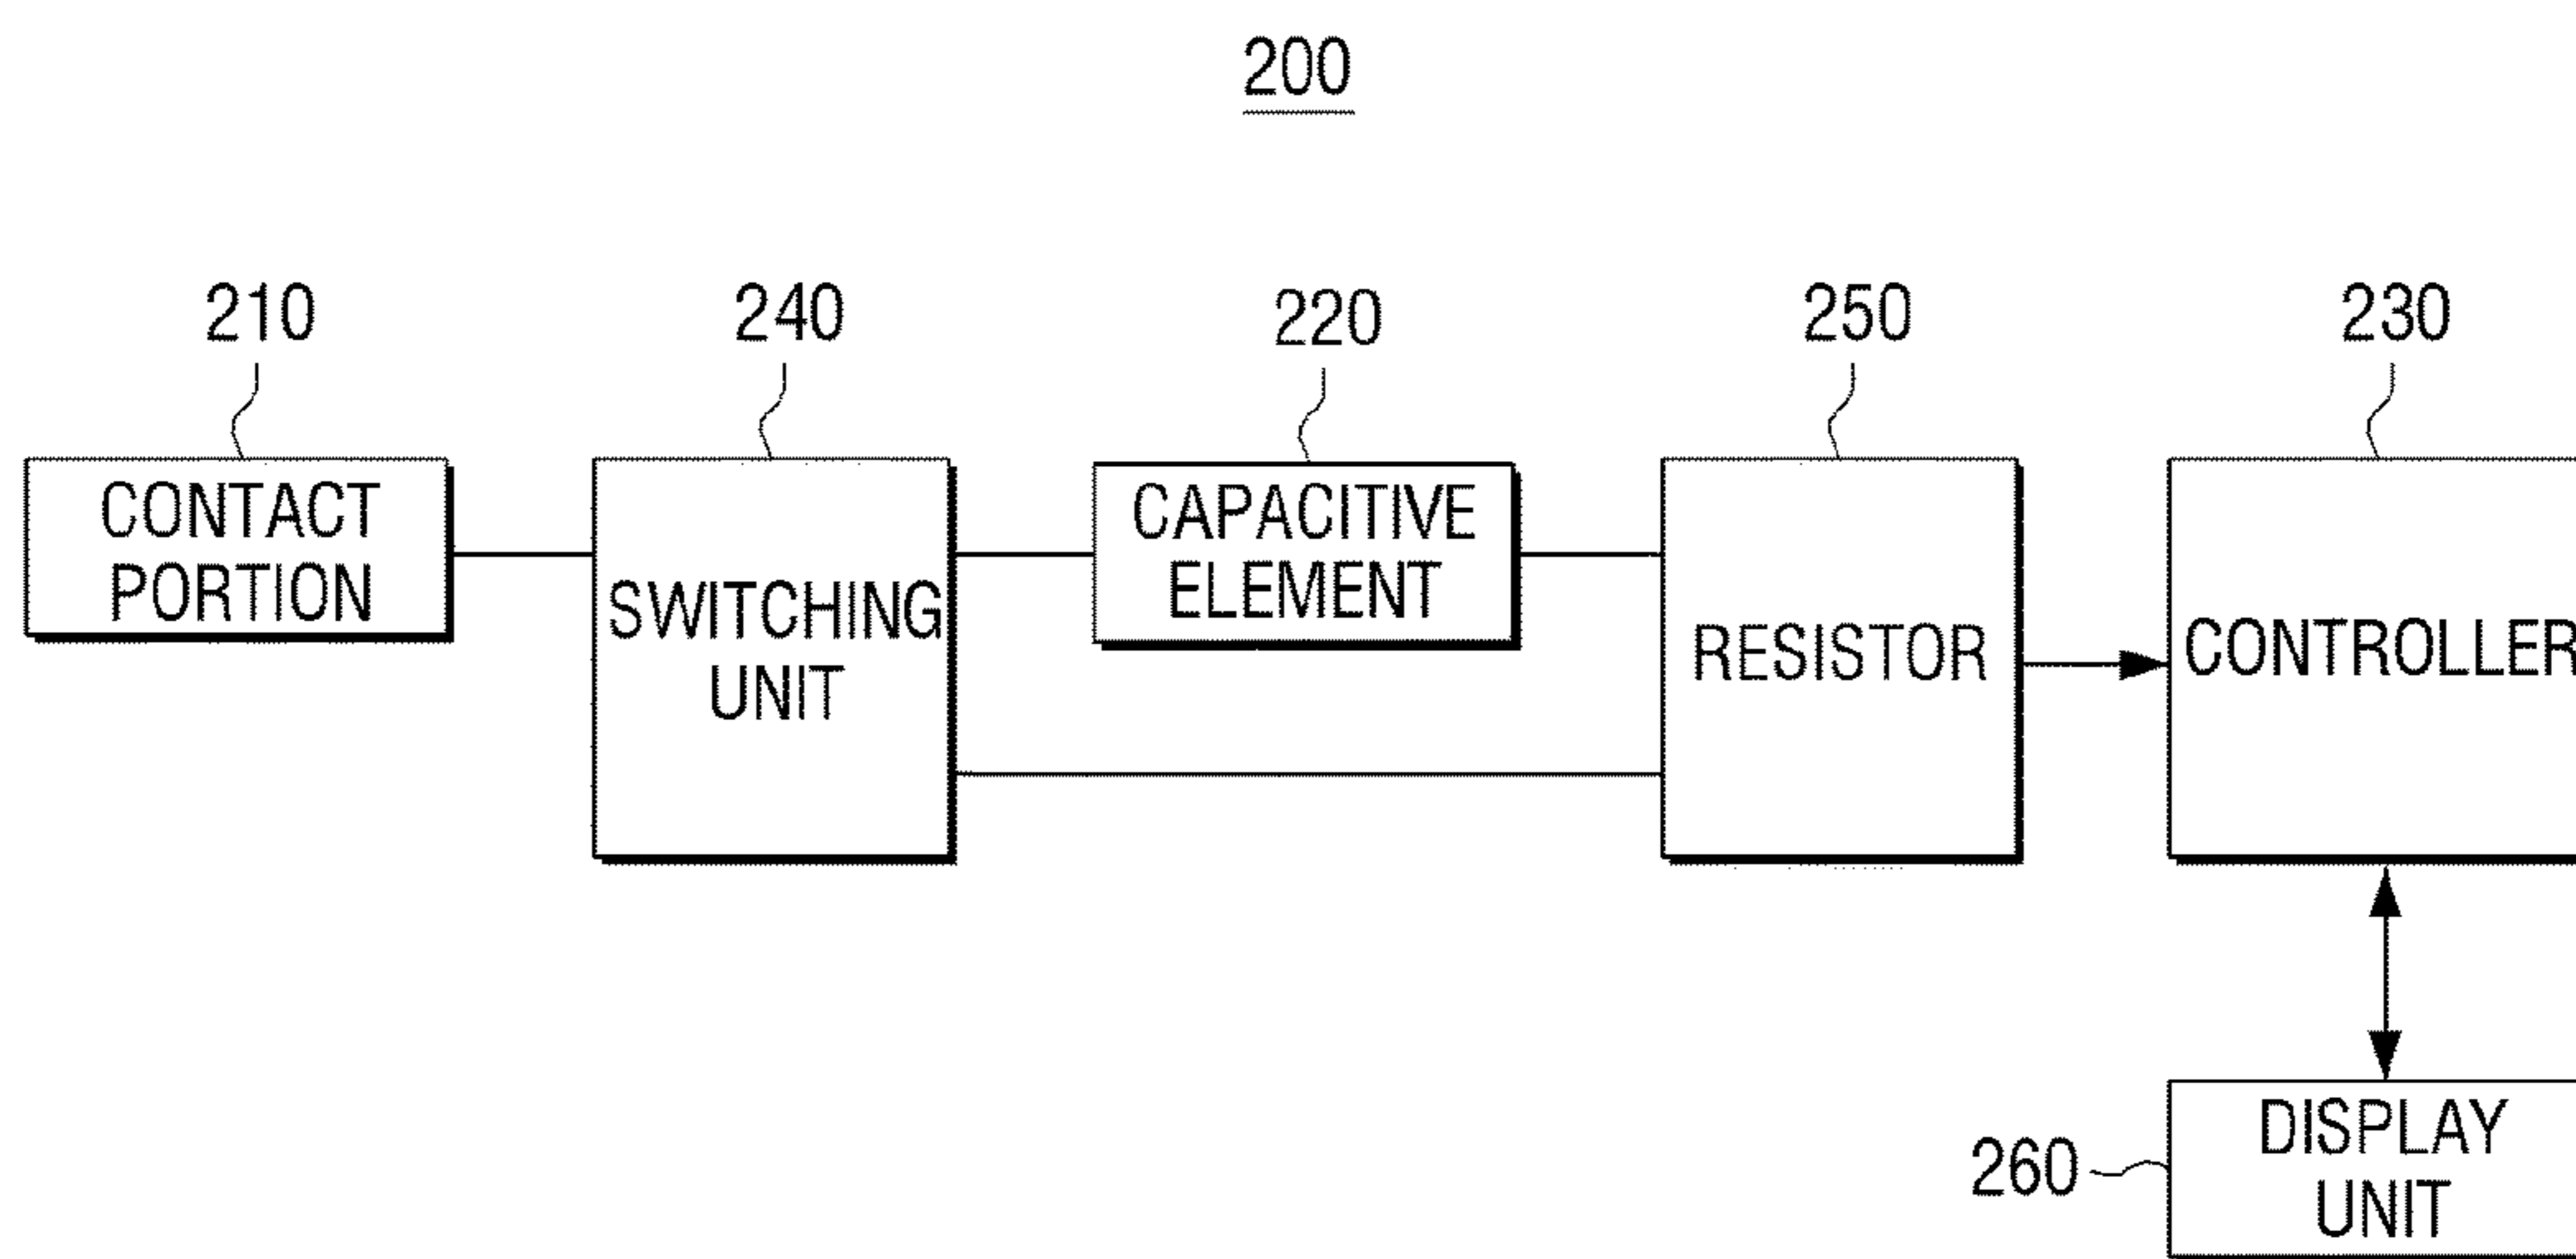 200
210
240
220
250
230
CONTACT
PORTION
SWITCHING
UNIT
CAPACITIVE
ELEMENT
RESISTOR
CONTROLLER
260
DISPLAY
UNIT